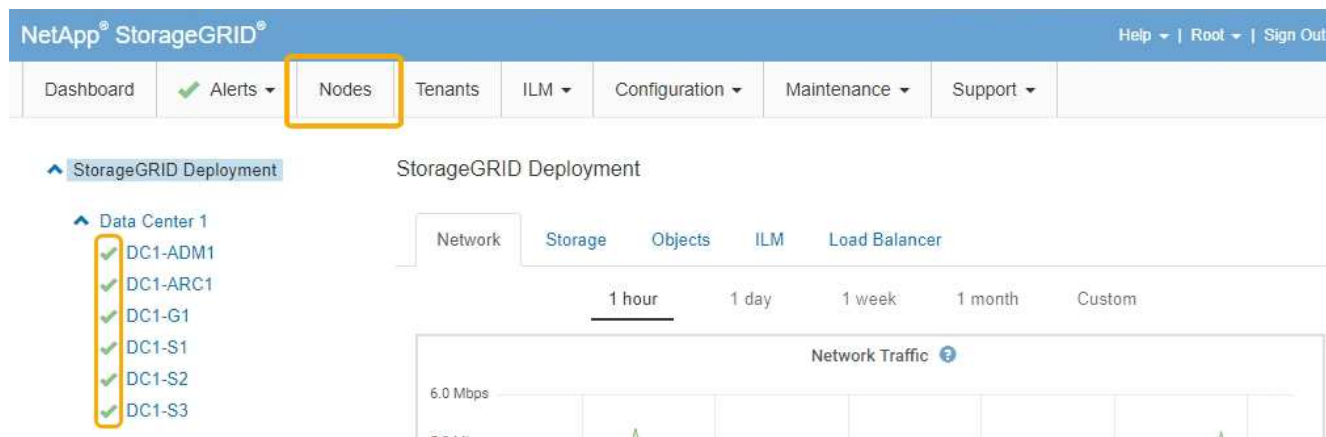 NetApp® StorageGRID®
Help | Root | Sign Out
Dashboard Alerts Nodes Tenants ILM Configuration Maintenance Support
StorageGRID Deployment
StorageGRID Deployment
Data Center 1
DC1-ADM1
DC1-ARC1
DC1-G1
DC1-S1
DC1-S2
DC1-S3
Network Storage Objects ILM Load Balancer
1 hour 1 day 1 week 1 month Custom
Network Traffic
6.0 Mbps